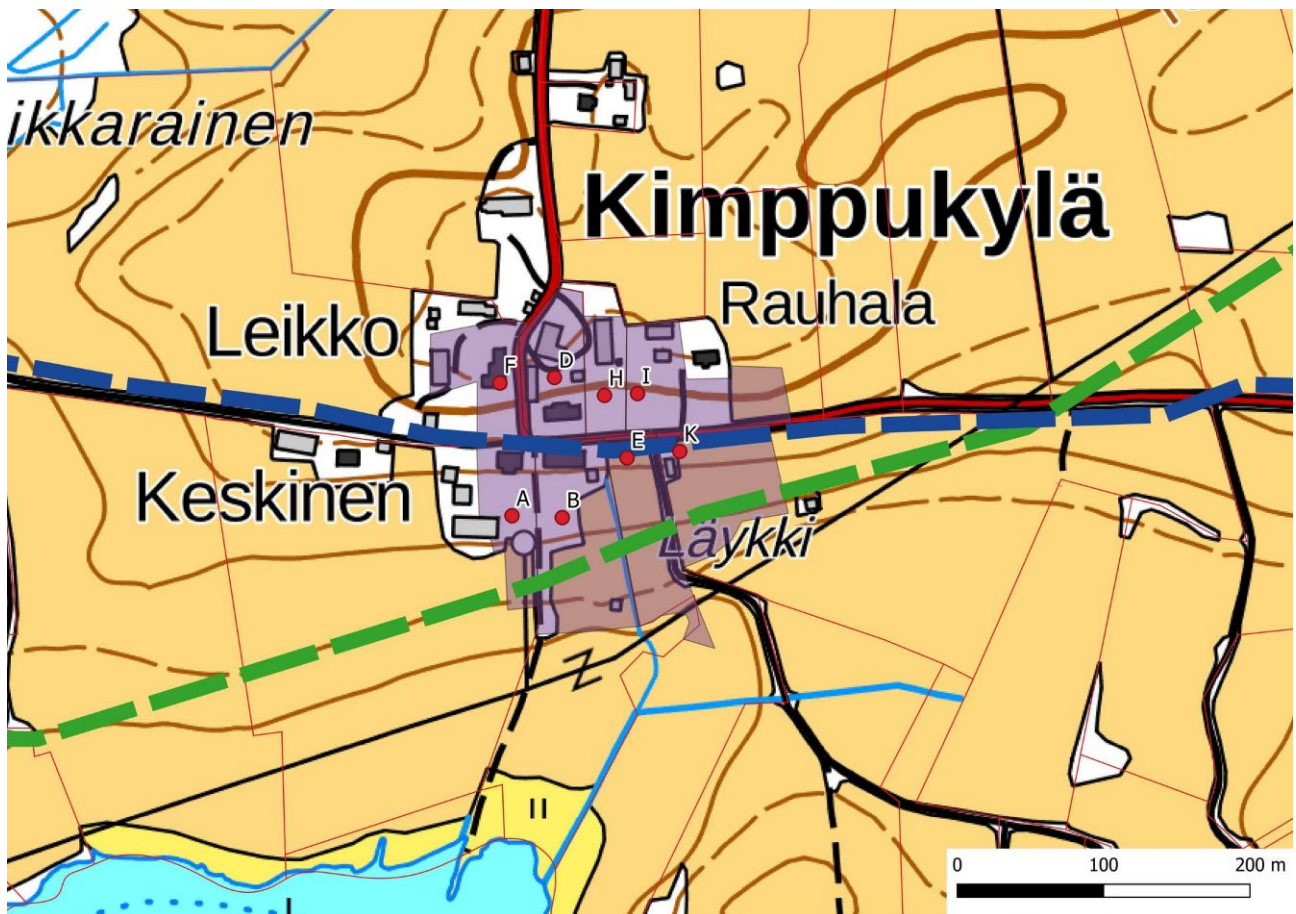 ikkarainen
Kimppukylä
Leikko
Rauhala
F
D
H
I
Keskinen
E
K
A
B
Läykki
II
0
100
200 m